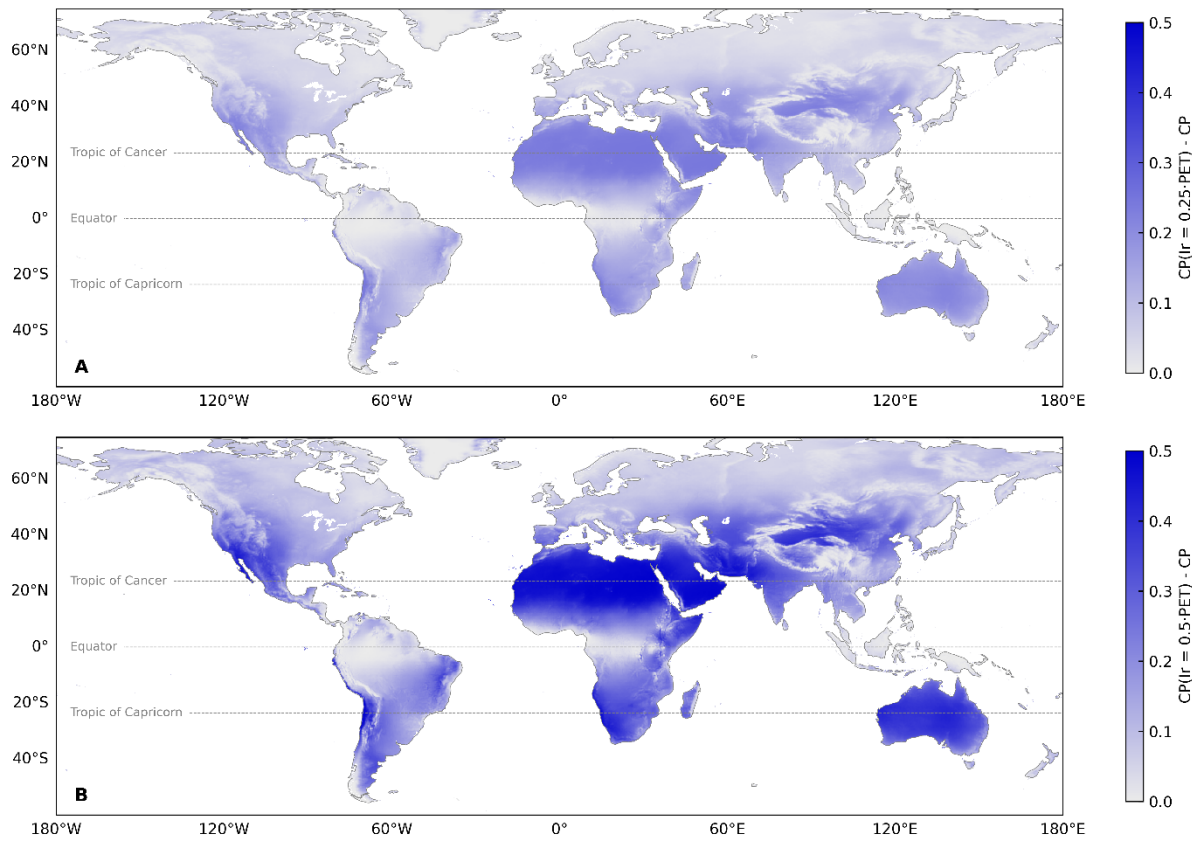 60°N
40°N
Tropic of Cancer
20°N
0°
Equator
Tropic of Capricorn
20°S
40°S
A
180°W
120°W
60°W
0°
60°E
120°E
180°E
0.5
0.4
0.3
0.2
0.1
0.0
CP(Ir = 0.25·PET) - CP
60°N
40°N
Tropic of Cancer
20°N
0°
Equator
Tropic of Capricorn
20°S
40°S
B
180°W
120°W
60°W
0°
60°E
120°E
180°E
0.5
0.4
0.3
0.2
0.1
0.0
CP(Ir = 0.5·PET) - CP